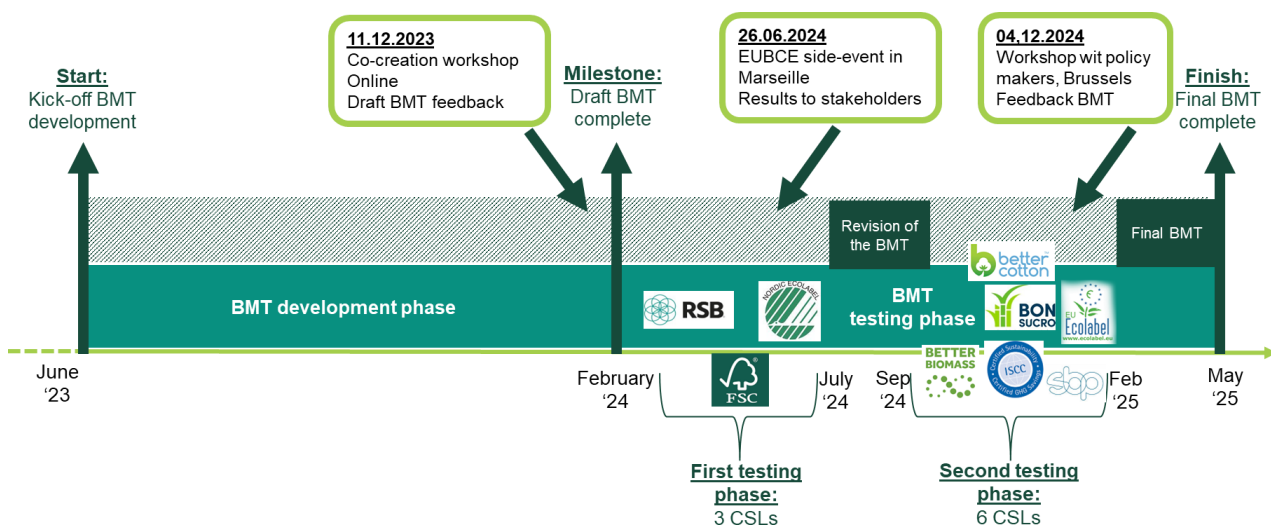 11.12.2023
Co-creation workshop
Online
Draft BMT feedback
26.06.2024
EUBCE side-event in
Marseille
Results to stakeholders
04,12.2024
Workshop wit policy
makers, Brussels
Feedback BMT
Start:
Kick-off BMT
development
Milestone:
Draft BMT
complete
Finish:
Final BMT
complete
Revision of
the BMT
Final BMT
BMT development phase
RSB
NORDIC ECOLABEL
BMT
testing phase
better
cotton
BON
SUCRO
EU
Ecolabel
www.ecolabel.eu
FSC
BETTER
BIOMASS
Certified Sustainability
ISCC
Certified GHG Savings
sbp
June
‘23
February
‘24
July
‘24
Sep
‘24
Feb
‘25
May
‘25
First testing
phase:
3 CSLs
Second testing
phase:
6 CSLs